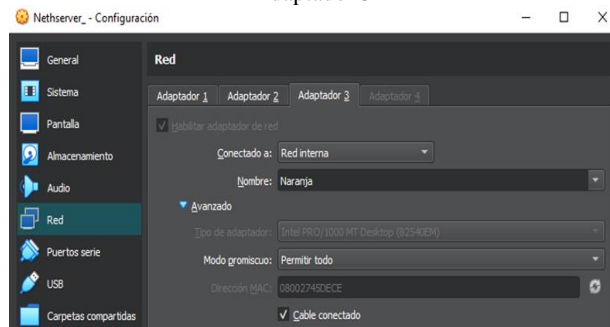 Nethserver_ - Configuración
General
Sistema
Pantalla
Almacenamiento
Audio
Red
Puertos serie
USB
Carpetas compartidas
Red
Adaptador 1 Adaptador 2 Adaptador 3 Adaptador 4
Habilitar adaptador de red
Conectado a: Red interna
Nombre: Naranja
Avanzado
Tipo de adaptador: Intel PRO/1000 MT Desktop (82540EM)
Modo promiscuo: Permitir todo
Dirección MAC: 08002745DECE
Cable conectado